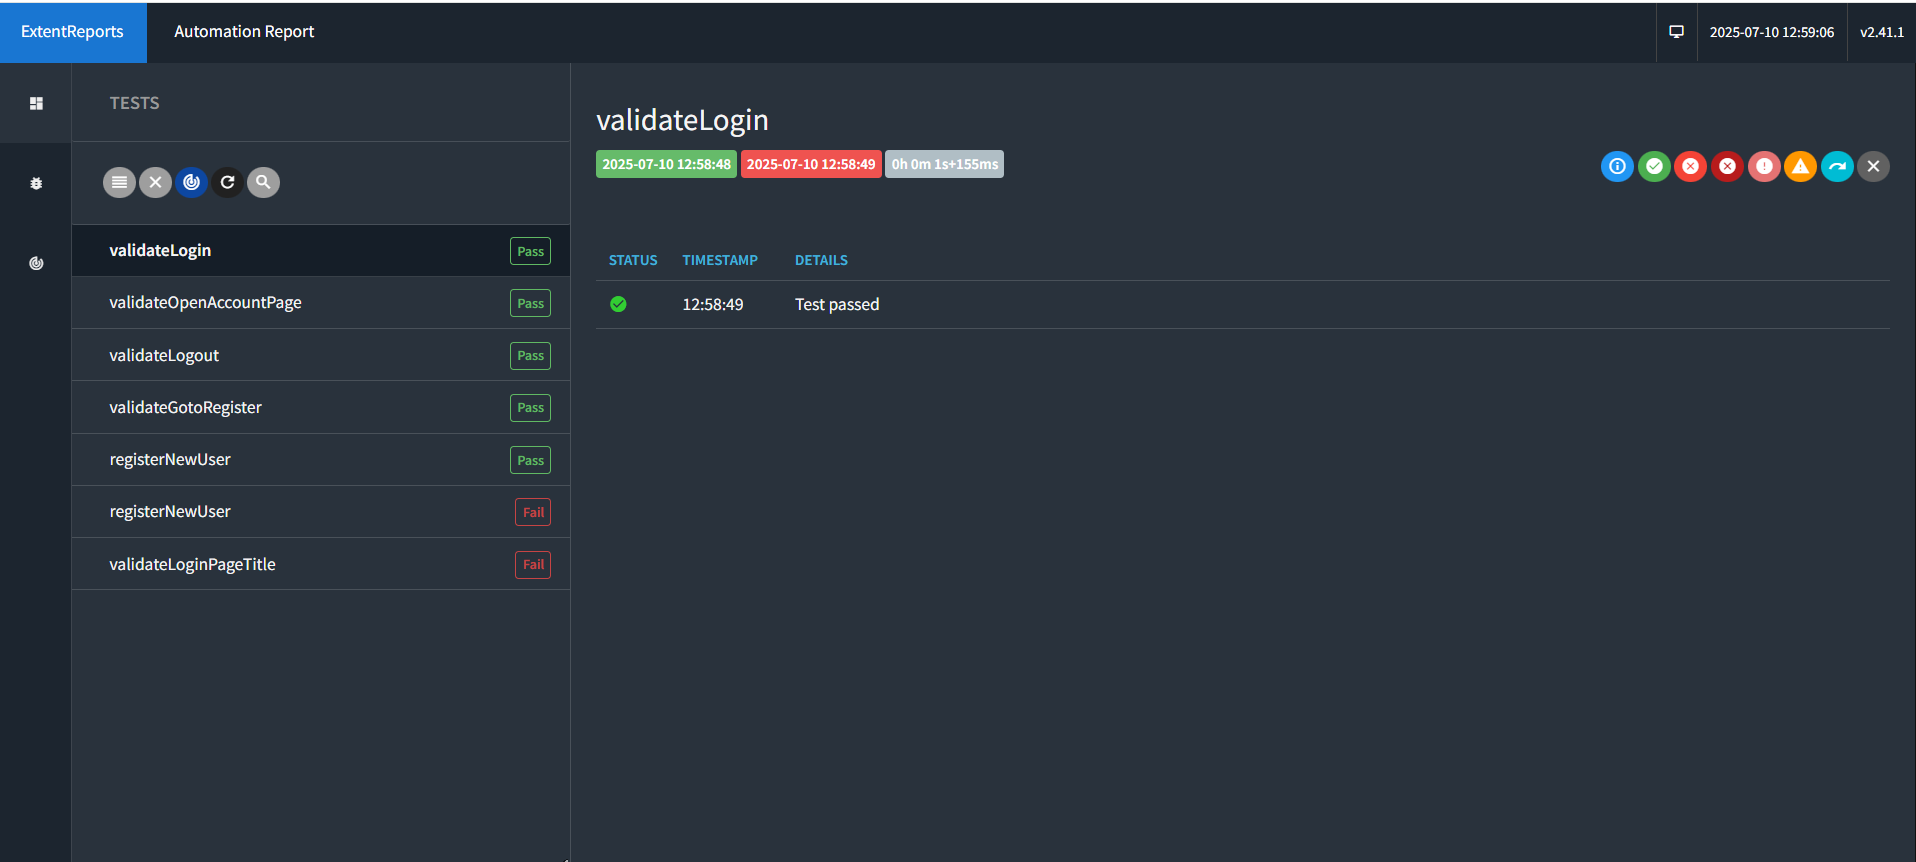 ExtentReports Automation Report 2025-07-10 12:59:06 v2.41.1
TESTS
validateLogin Pass
validateOpenAccountPage Pass
validateLogout Pass
validateGotoRegister Pass
registerNewUser Pass
registerNewUser Fail
validateLoginPageTitle Fail
validateLogin
2025-07-10 12:58:48 2025-07-10 12:58:49 0h 0m 1s+155ms
STATUS TIMESTAMP DETAILS
12:58:49 Test passed